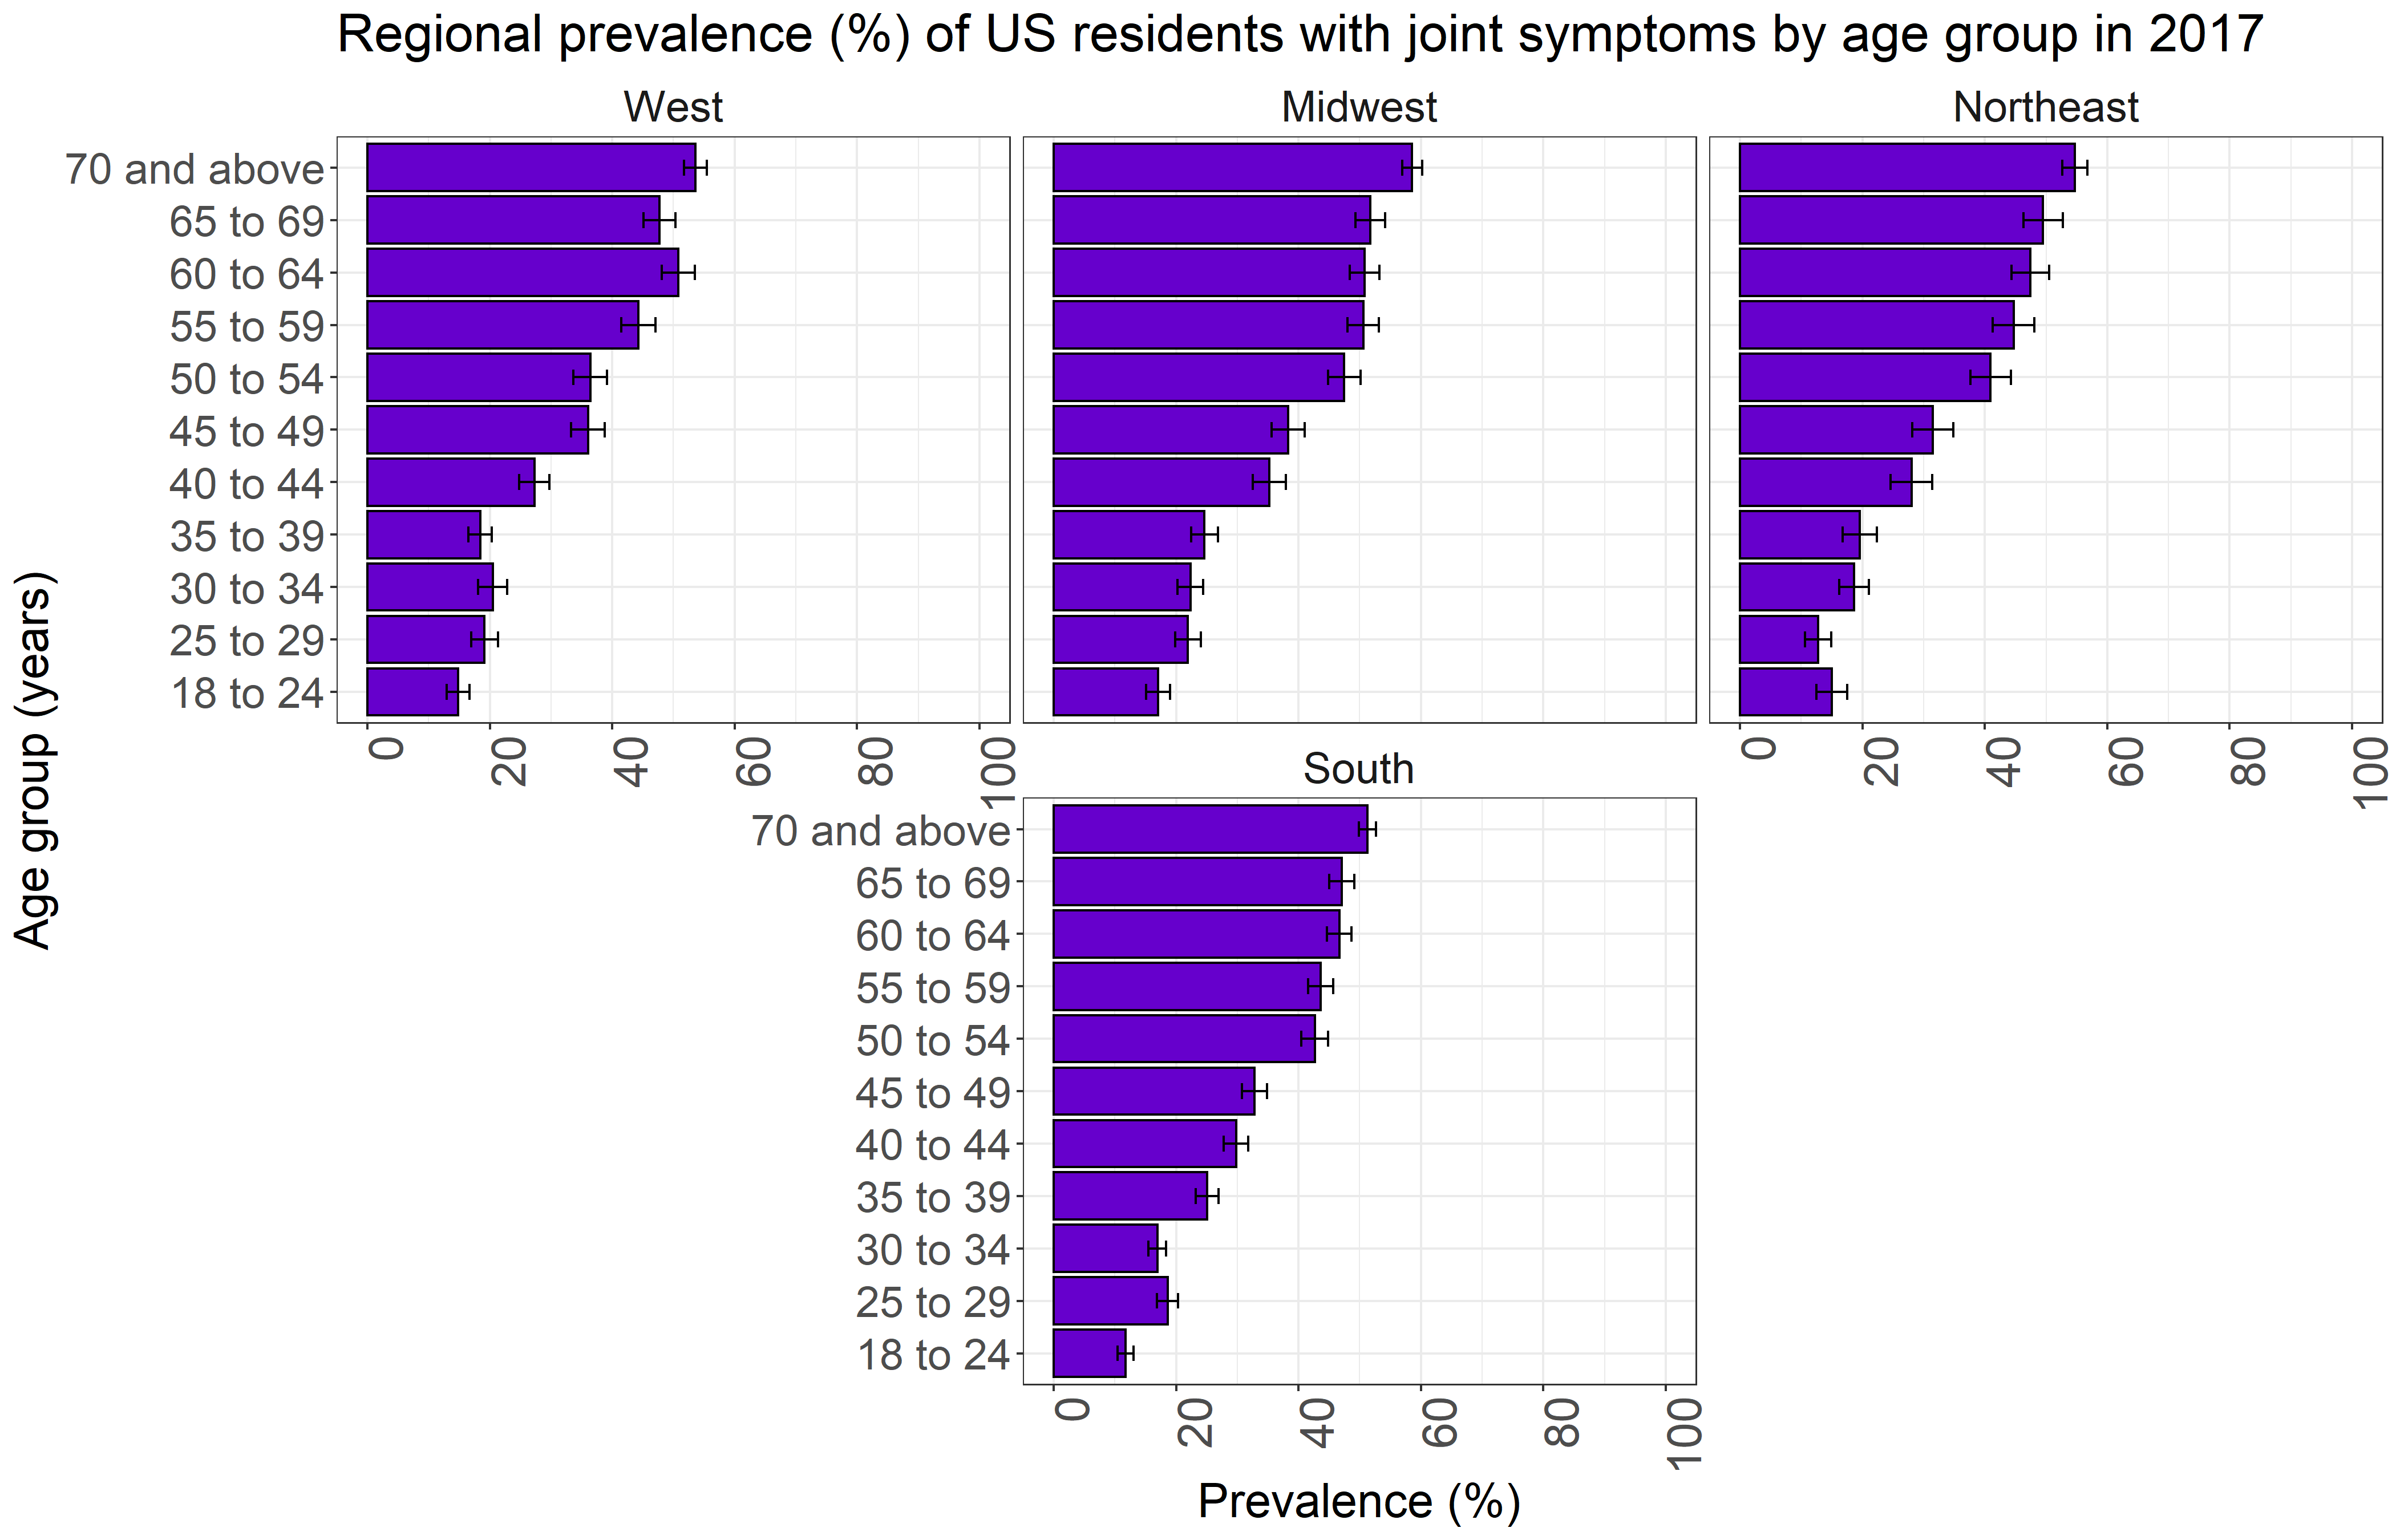 Regional prevalence (%) of US residents with joint symptoms by age group in 2017
West
Midwest
Northeast
Age group (years)
70 and above
65 to 69
60 to 64
55 to 59
50 to 54
45 to 49
40 to 44
35 to 39
30 to 34
25 to 29
18 to 24
0 20 40 60 80 100
0 20 40 60 80 100
South
70 and above
65 to 69
60 to 64
55 to 59
50 to 54
45 to 49
40 to 44
35 to 39
30 to 34
25 to 29
18 to 24
0 20 40 60 80 100
Prevalence (%)